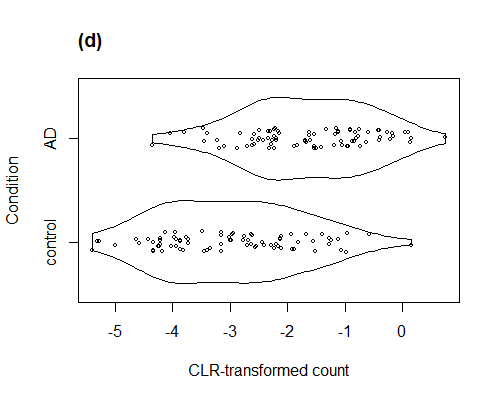 (d)
AD
control
Condition
-5 -4 -3 -2 -1 0
CLR-transformed count